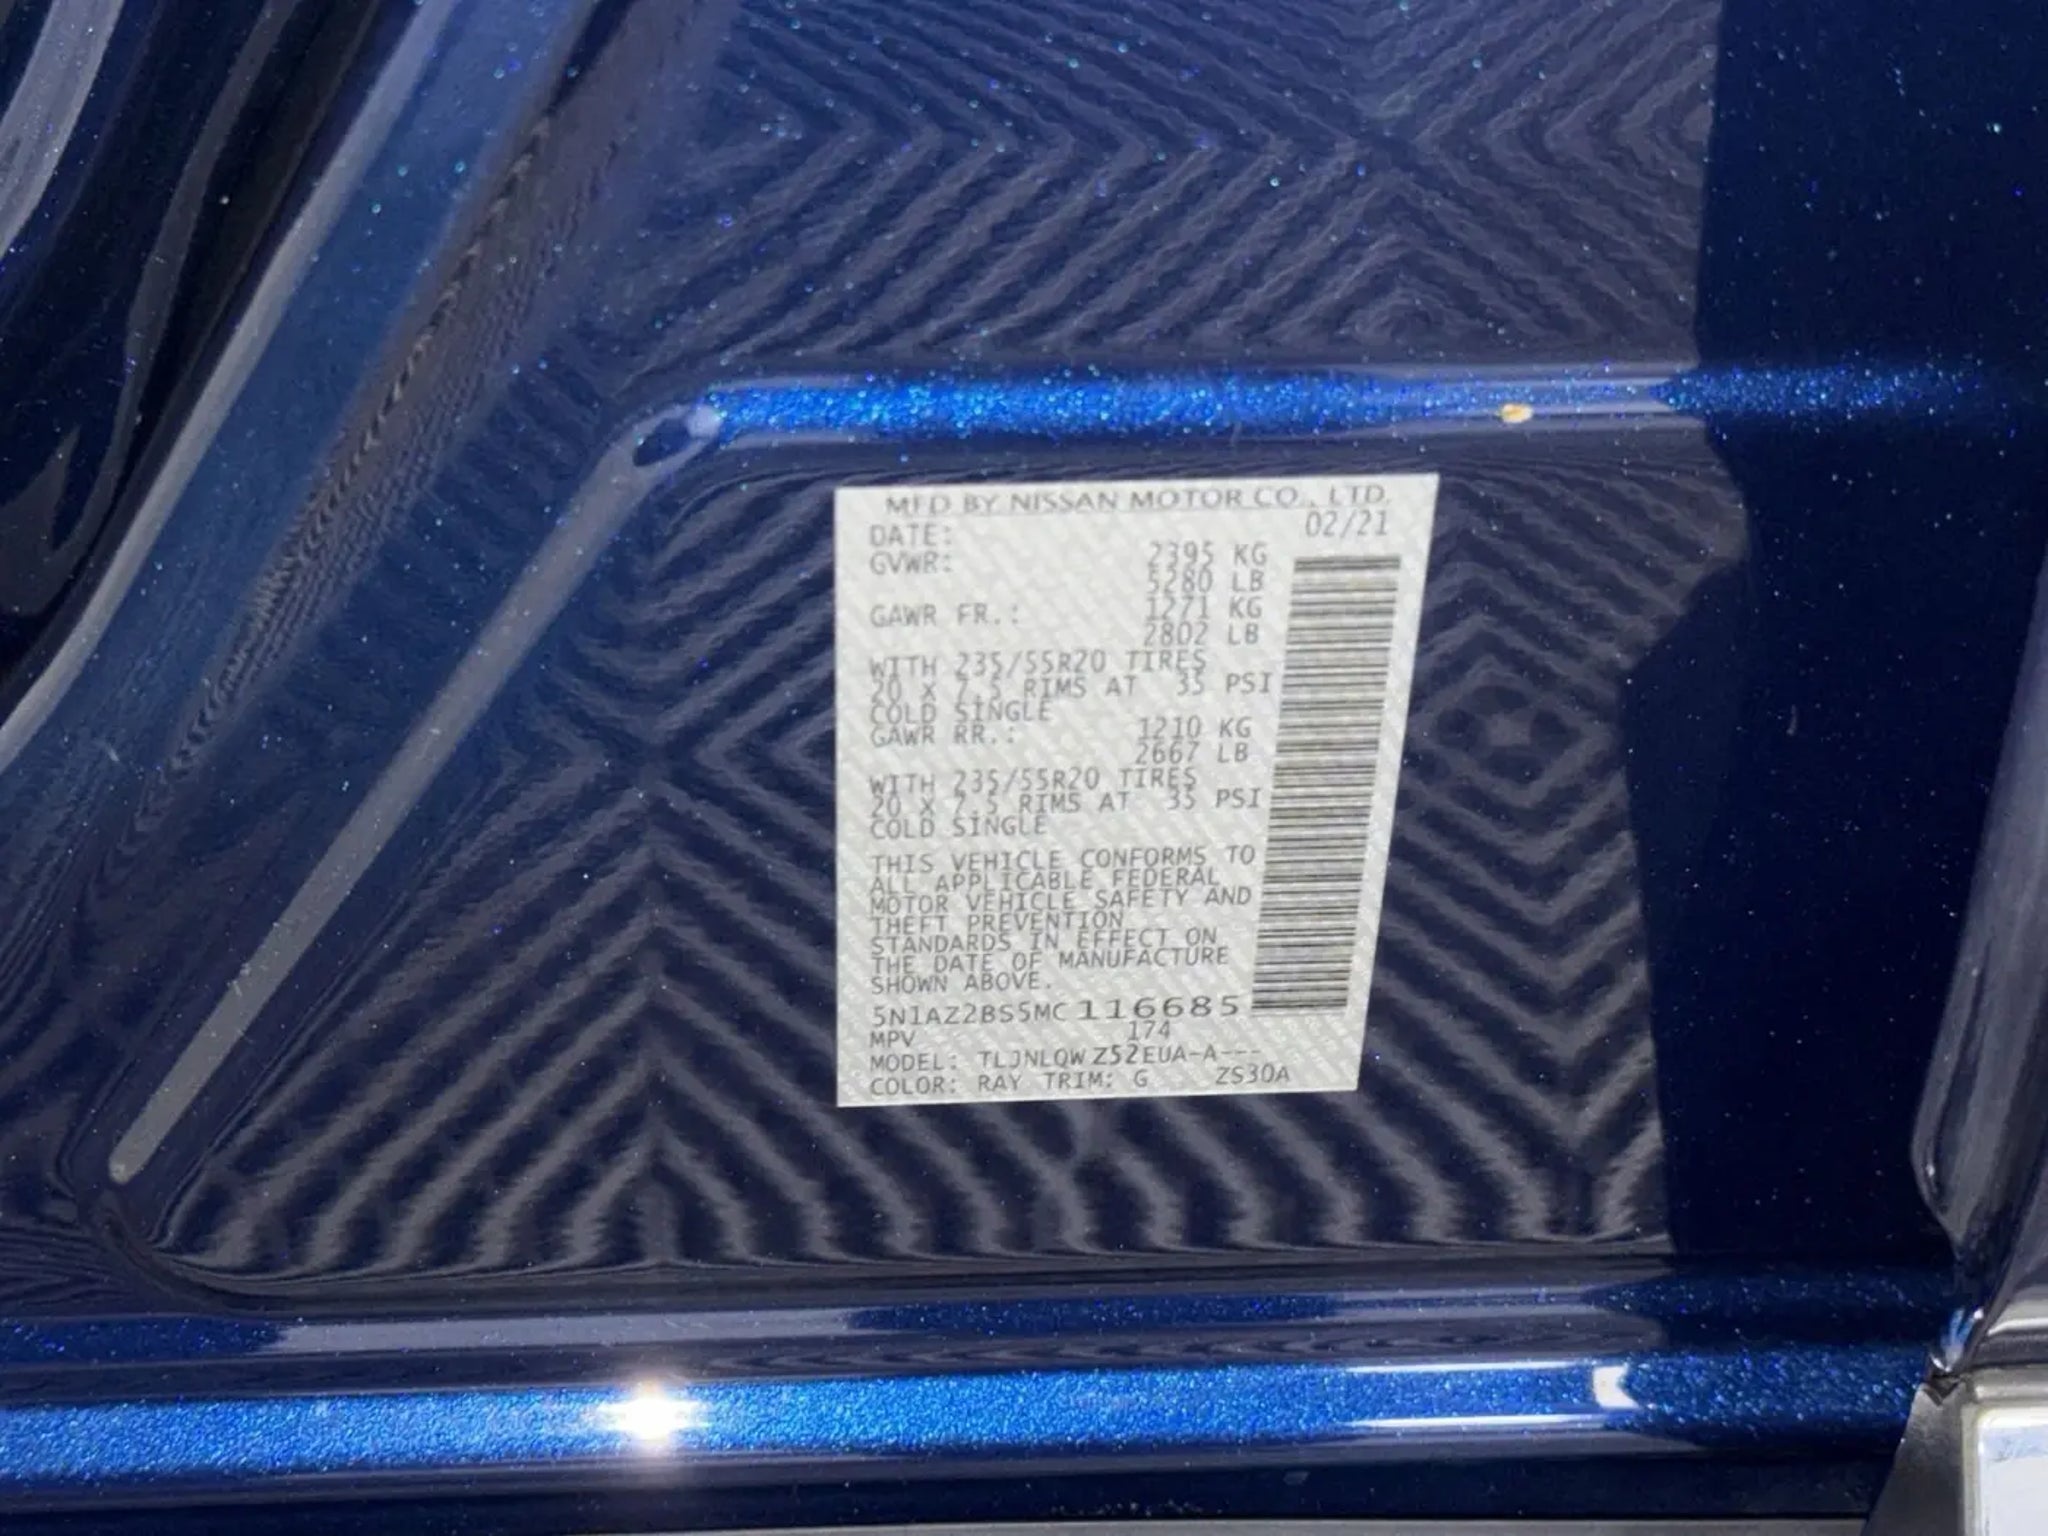 MFD BY NISSAN MOTOR CO., LTD.
DATE: 02/21
GVWR: 2395 KG
5280 LB
GAWR FR.: 1271 KG
2802 LB
WITH 235/55R20 TIRES
20 X 7.5 RIMS AT 35 PSI
COLD SINGLE
GAWR RR.: 1210 KG
2667 LB
WITH 235/55R20 TIRES
20 X 7.5 RIMS AT 35 PSI
COLD SINGLE
THIS VEHICLE CONFORMS TO
ALL APPLICABLE FEDERAL
MOTOR VEHICLE SAFETY AND
THEFT PREVENTION
STANDARDS IN EFFECT ON
THE DATE OF MANUFACTURE
SHOWN ABOVE.
5N1AZ2BS5MC116685
MPV 174
MODEL: TLJNLQWZ52EUA-A---
COLOR: RAY TRIM: G ZS30A